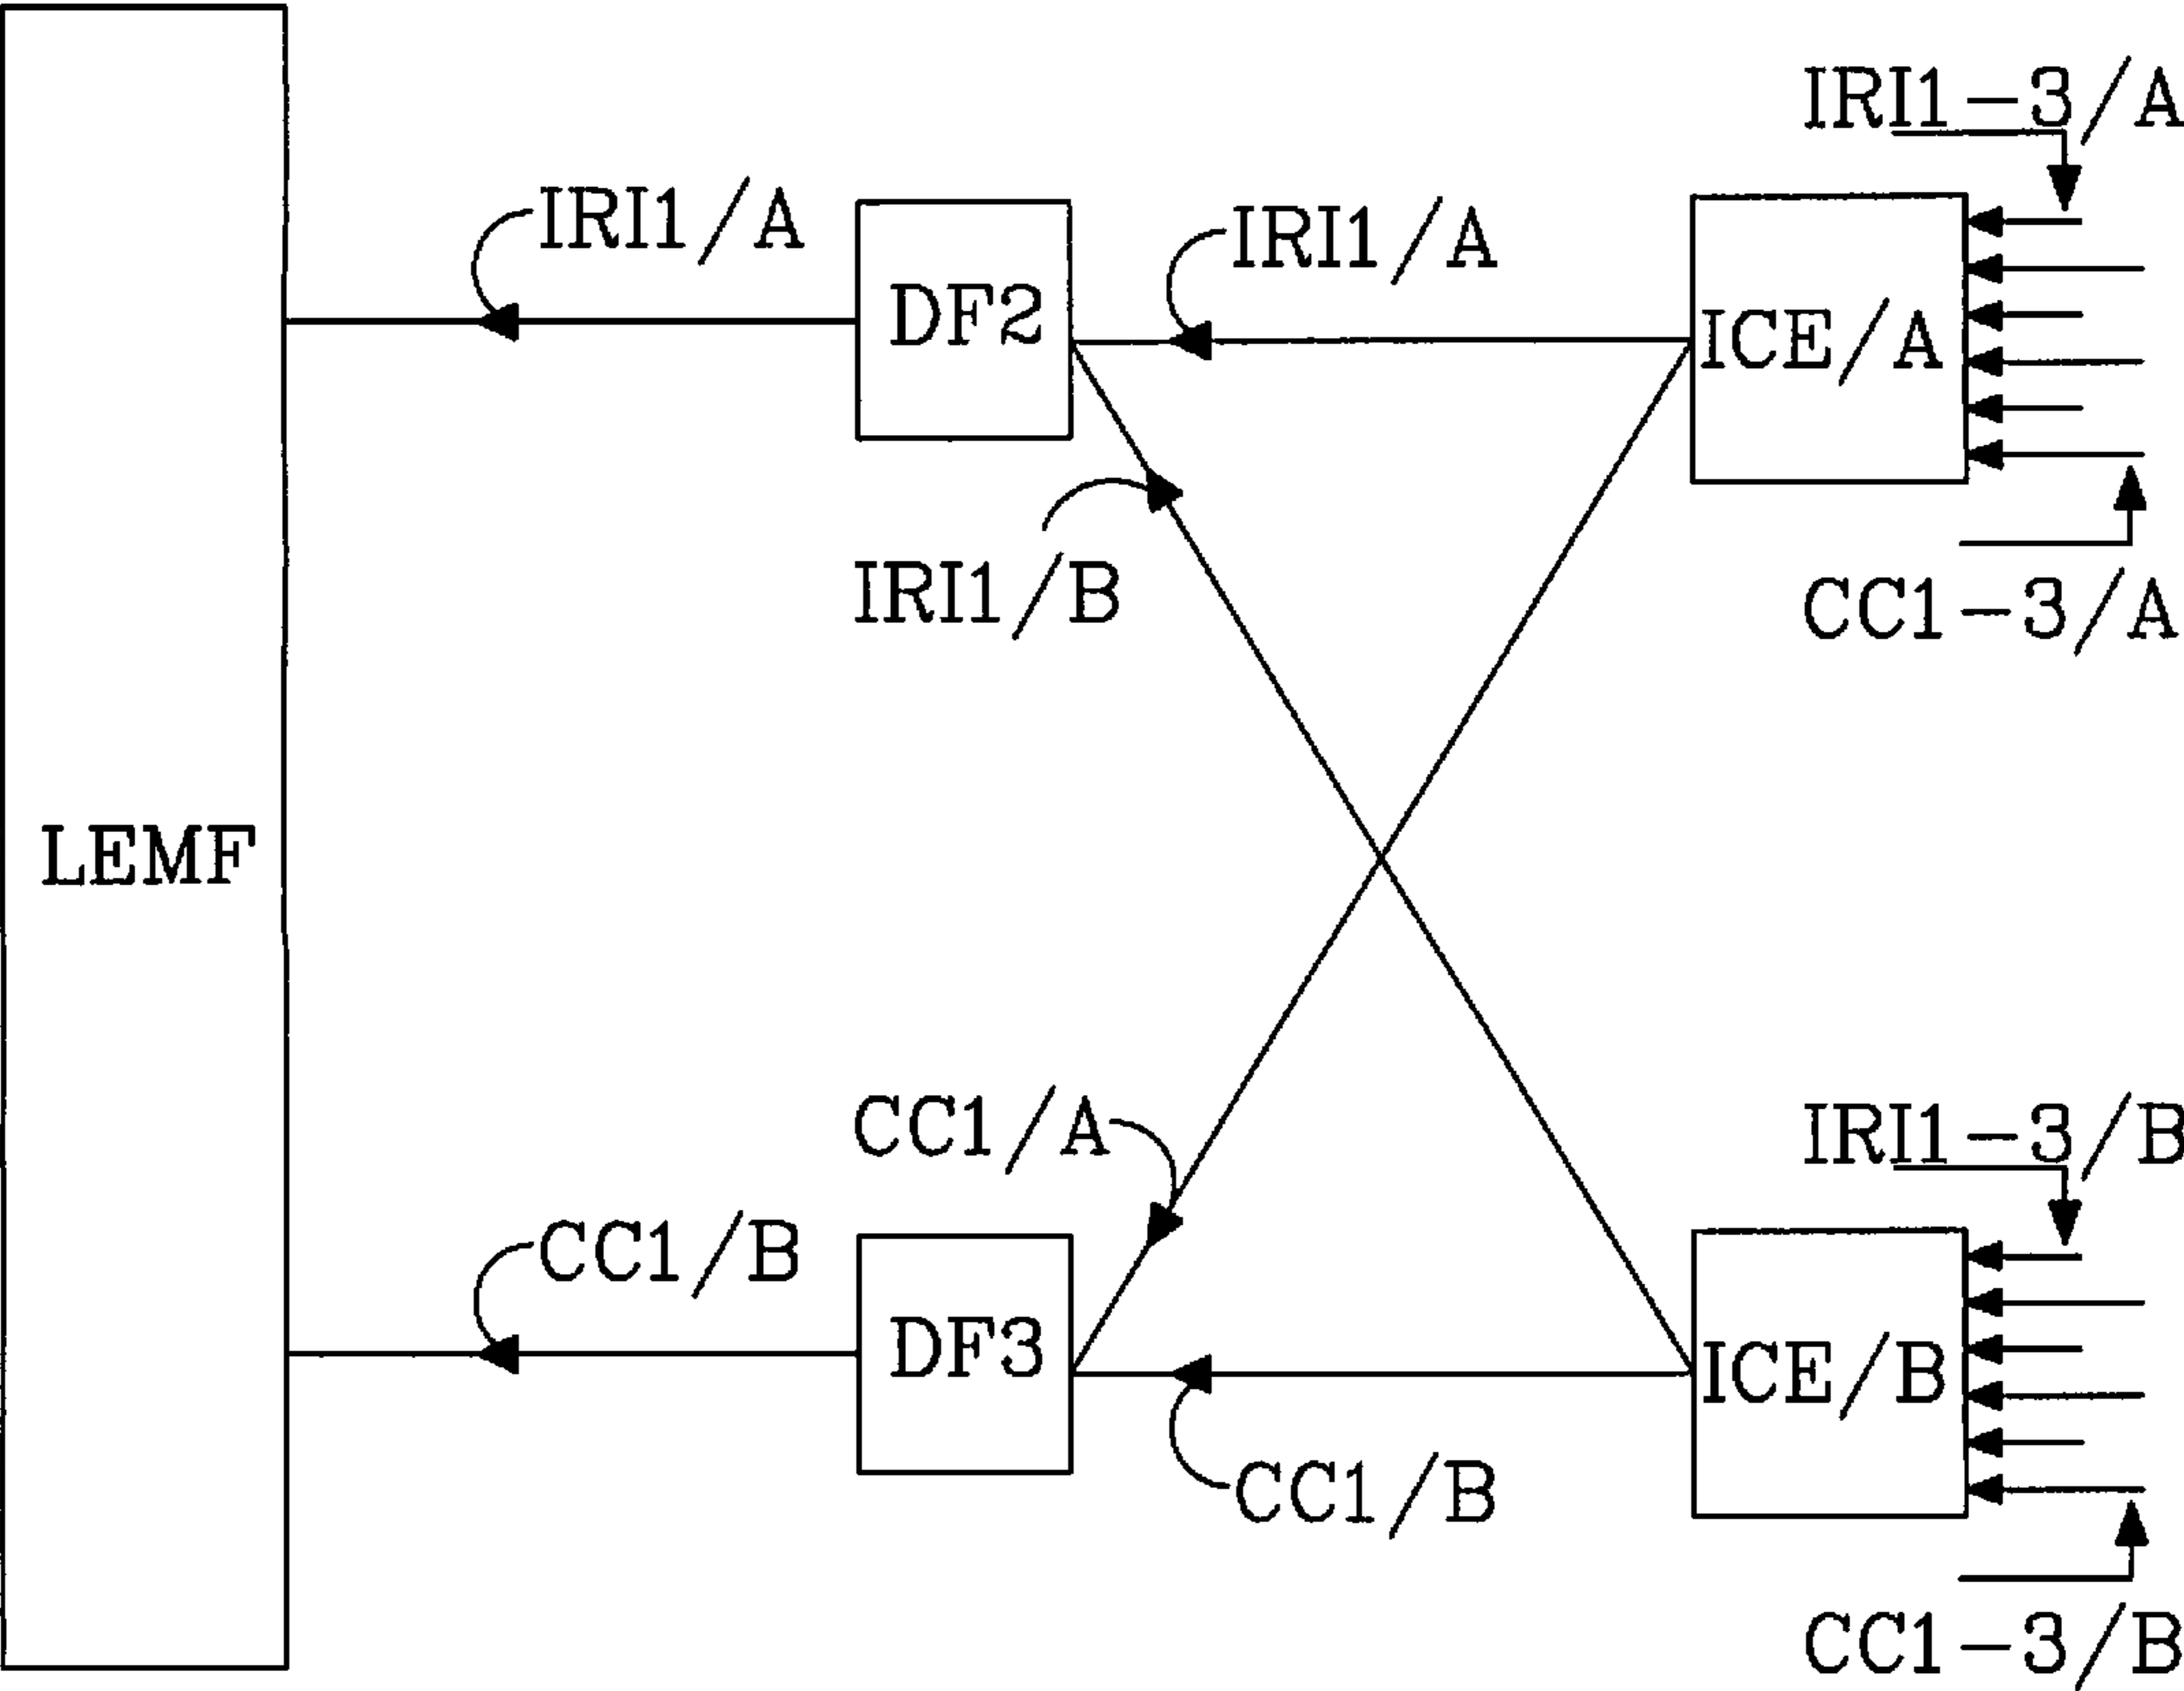 IRI1-3/A
IRI1/A
IRI1/A
DF2
ICE/A
IRI1/B
CC1-3/A
LEMF
CC1/A
IRI1-3/B
CC1/B
DF3
ICE/B
CC1/B
CC1-3/B